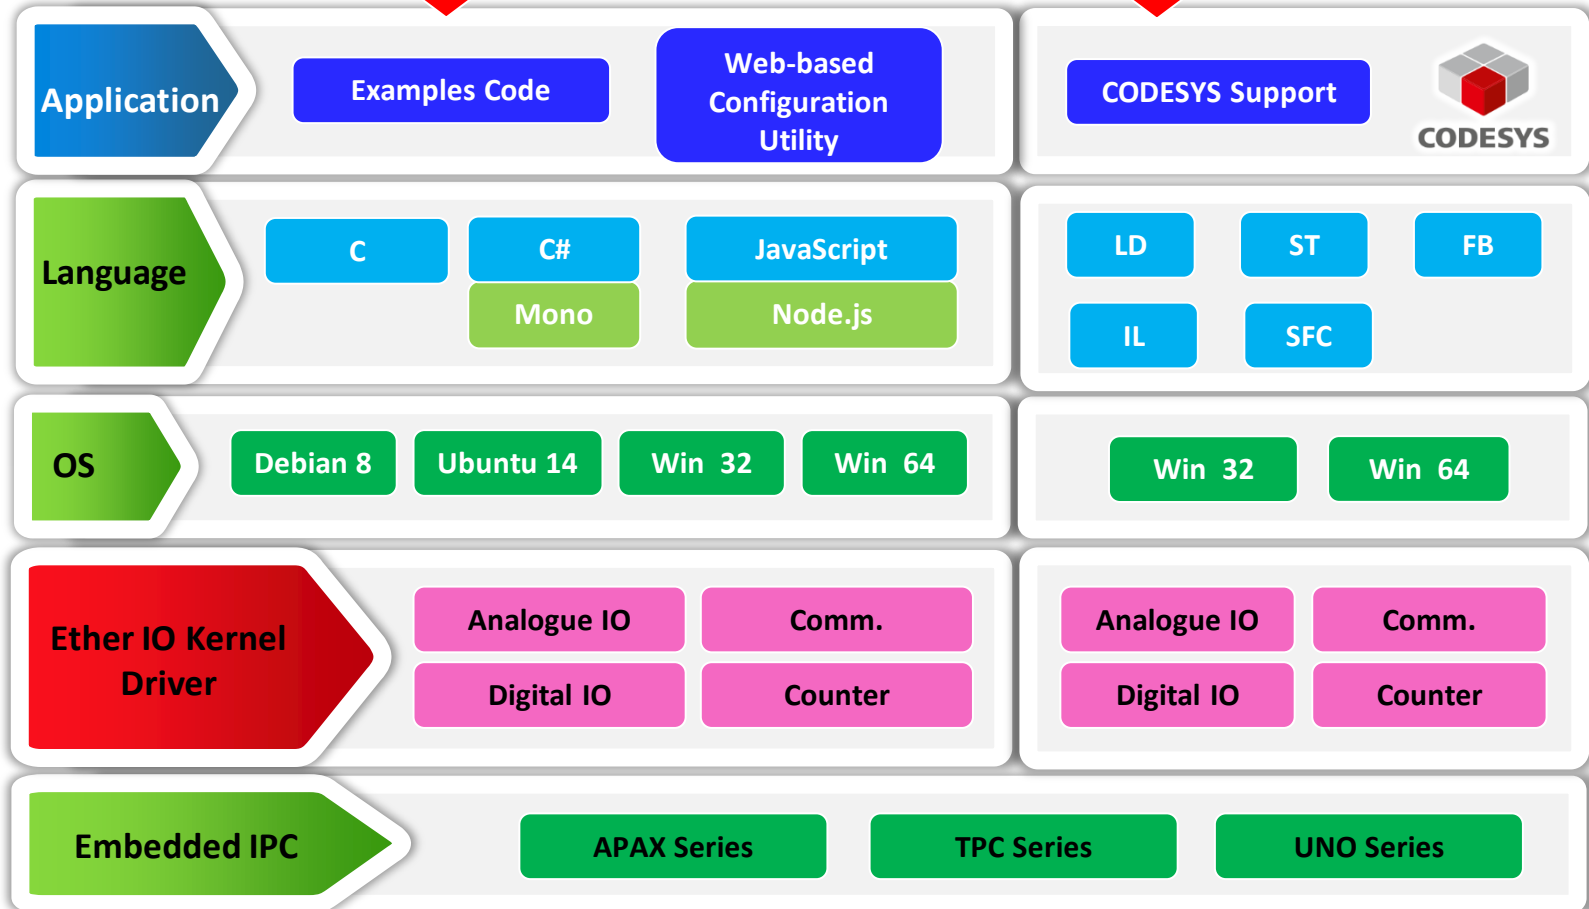 Application
Examples Code
Web-based
Configuration
Utility
CODESYS Support
CODESYS
Language
C
C#
JavaScript
Mono
Node.js
LD
ST
FB
IL
SFC
OS
Debian 8
Ubuntu 14
Win 32
Win 64
Win 32
Win 64
Ether IO Kernel
Driver
Analogue IO
Comm.
Digital IO
Counter
Analogue IO
Comm.
Digital IO
Counter
Embedded IPC
APAX Series
TPC Series
UNO Series